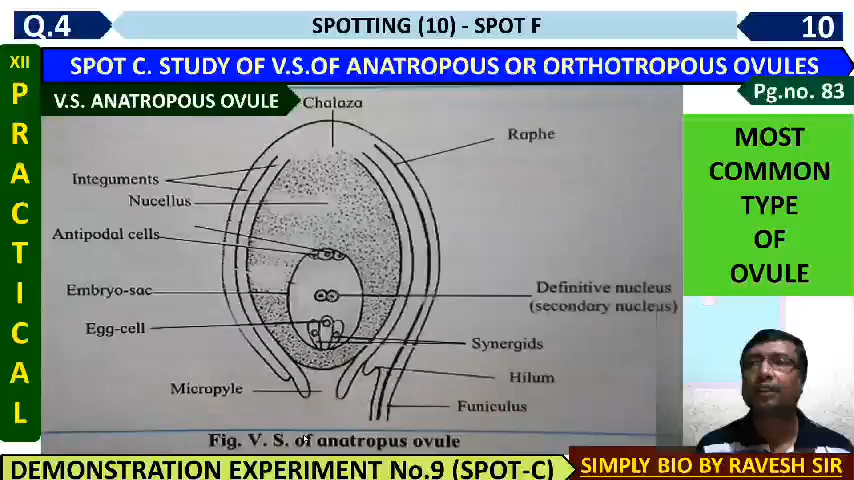 Q.4
SPOTTING (10) - SPOT F
10
XII
PRACTICAL
SPOT C. STUDY OF V.S.OF ANATROPOUS OR ORTHOTROPOUS OVULES
Pg.no. 83
V.S. ANATROPOUS OVULE
Chalaza
Raphe
Integuments
Nucellus
Antipodal cells
Embryo-sac
Definitive nucleus
(secondary nucleus)
Egg-cell
Synergids
Micropyle
Hilum
Funiculus
Fig. V. S. of anatropus ovule
MOST
COMMON
TYPE
OF
OVULE
DEMONSTRATION EXPERIMENT No.9 (SPOT-C)
SIMPLY BIO BY RAVESH SIR